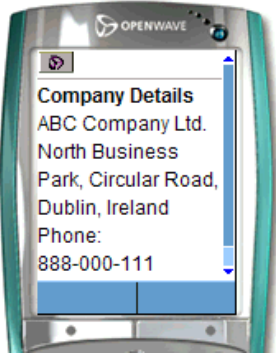 OPENWAVE
Company Details
ABC Company Ltd.
North Business
Park, Circular Road,
Dublin, Ireland
Phone:
888-000-111